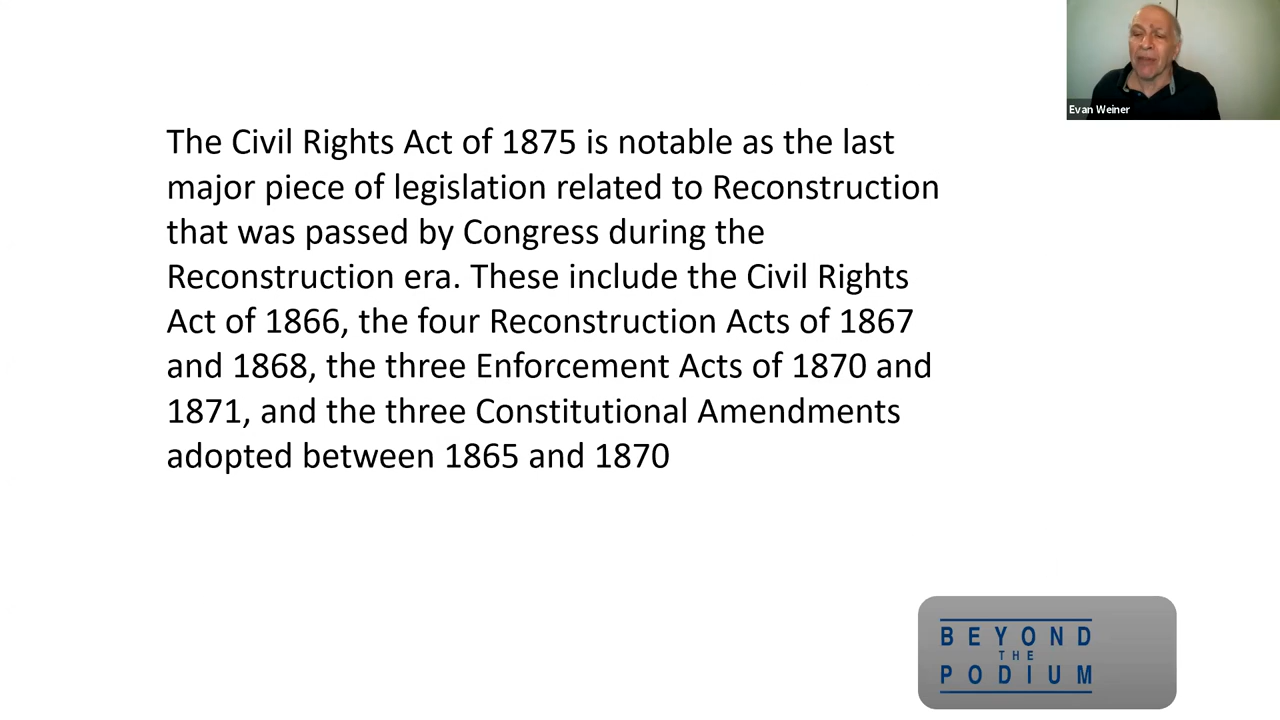 The Civil Rights Act of 1875 is notable as the last
major piece of legislation related to Reconstruction
that was passed by Congress during the
Reconstruction era. These include the Civil Rights
Act of 1866, the four Reconstruction Acts of 1867
and 1868, the three Enforcement Acts of 1870 and
1871, and the three Constitutional Amendments
adopted between 1865 and 1870
Evan Weiner
BEYOND
THE
PODIUM